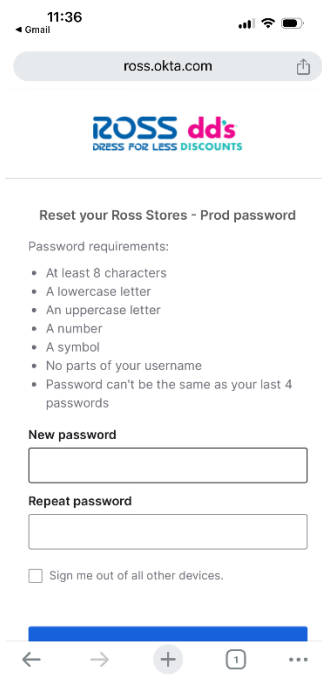 11:36
◀ Gmail
ross.okta.com
ROSS dd's
DRESS FOR LESS DISCOUNTS
Reset your Ross Stores - Prod password
Password requirements:
• At least 8 characters
• A lowercase letter
• An uppercase letter
• A number
• A symbol
• No parts of your username
• Password can't be the same as your last 4
passwords
New password
Repeat password
Sign me out of all other devices.
1